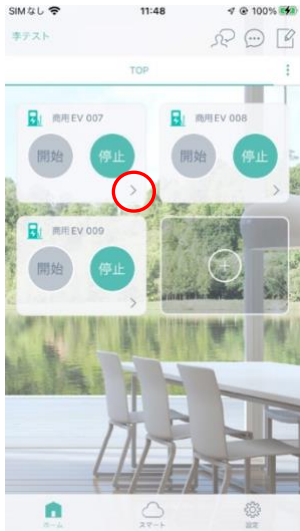 SIMなし 11:48 100%
李テスト
TOP
商用EV 007
商用EV 008
開始 停止
開始 停止
商用EV 009
開始 停止
ホーム スマート 設定